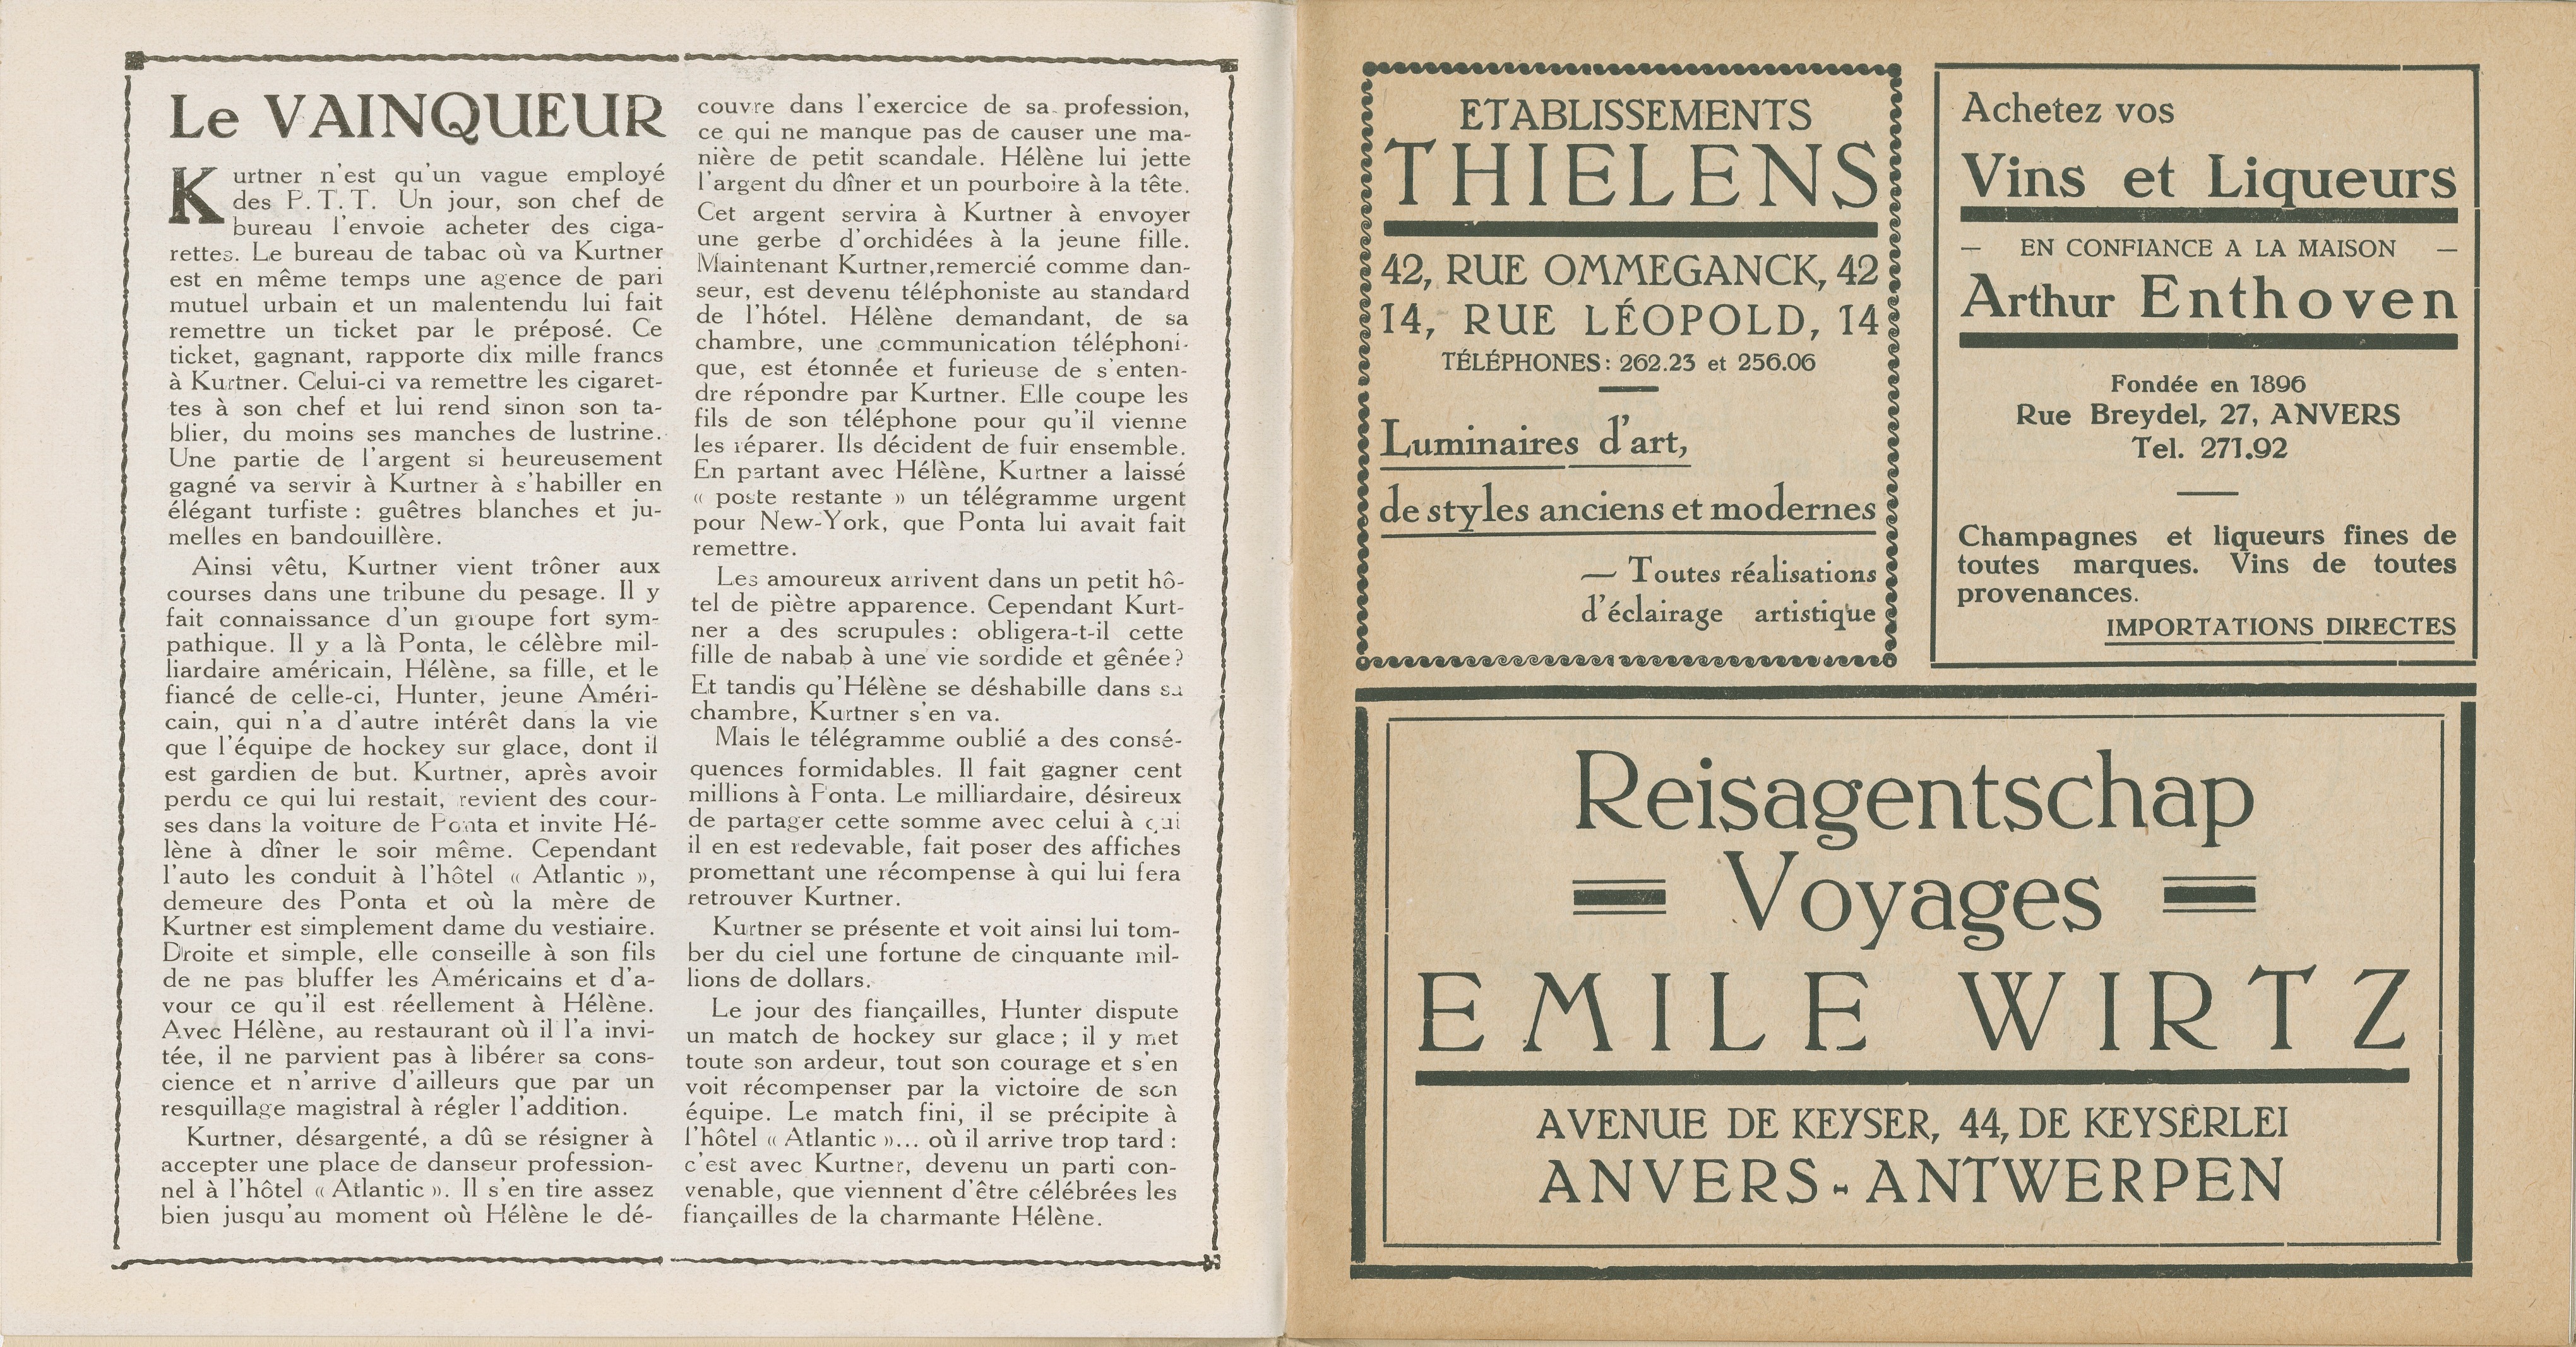 Le VAINQUEUR
Kurtner n'est qu'un vague employé
des P. T. T. Un jour, son chef de
bureau l'envoie acheter des ciga-
rettes. Le bureau de tabac où va Kurtner
est en même temps une agence de pari
mutuel urbain et un malentendu lui fait
remettre un ticket par le préposé. Ce
ticket, gagnant, rapporte dix mille francs
à Kurtner. Celui-ci va remettre les cigaret-
tes à son chef et lui rend sinon son ta-
blier, du moins ses manches de lustrine.
Une partie de l'argent si heureusement
gagné va servir à Kurtner à s'habiller en
élégant turfiste : guêtres blanches et ju-
melles en bandouillère.
Ainsi vêtu, Kurtner vient trôner aux
courses dans une tribune du pesage. Il y
fait connaissance d'un groupe fort sym-
pathique. Il y a là Ponta, le célèbre mil-
liardaire américain, Hélène, sa fille, et le
fiancé de celle-ci, Hunter, jeune Améri-
cain, qui n'a d'autre intérêt dans la vie
que l'équipe de hockey sur glace, dont il
est gardien de but. Kurtner, après avoir
perdu ce qui lui restait, revient des cour-
ses dans la voiture de Ponta et invite Hé-
lène à dîner le soir même. Cependant
l'auto les conduit à l'hôtel « Atlantic »,
demeure des Ponta et où la mère de
Kurtner est simplement dame du vestiaire.
Droite et simple, elle conseille à son fils
de ne pas bluffer les Américains et d'a-
vour ce qu'il est réellement à Hélène.
Avec Hélène, au restaurant où il l'a invi-
tée, il ne parvient pas à libérer sa cons-
cience et n'arrive d'ailleurs que par un
resquillage magistral à régler l'addition.
Kurtner, désargenté, a dû se résigner à
accepter une place de danseur profession-
nel à l'hôtel « Atlantic ». Il s'en tire assez
bien jusqu'au moment où Hélène le dé-
couvre dans l'exercice de sa profession,
ce qui ne manque pas de causer une ma-
nière de petit scandale. Hélène lui jette
l'argent du dîner et un pourboire à la tête.
Cet argent servira à Kurtner à envoyer
une gerbe d'orchidées à la jeune fille.
Maintenant Kurtner,remercié comme dan-
seur, est devenu téléphoniste au standard
de l'hôtel. Hélène demandant, de sa
chambre, une communication téléphoni-
que, est étonnée et furieuse de s'enten-
dre répondre par Kurtner. Elle coupe les
fils de son téléphone pour qu'il vienne
les réparer. Ils décident de fuir ensemble.
En partant avec Hélène, Kurtner a laissé
« poste restante » un télégramme urgent
pour New-York, que Ponta lui avait fait
remettre.
Les amoureux arrivent dans un petit hô-
tel de piètre apparence. Cependant Kurt-
ner a des scrupules : obligera-t-il cette
fille de nabab à une vie sordide et gênée?
Et tandis qu'Hélène se déshabille dans sa
chambre, Kurtner s'en va.
Mais le télégramme oublié a des consé-
quences formidables. Il fait gagner cent
millions à Ponta. Le milliardaire, désireux
de partager cette somme avec celui à qui
il en est redevable, fait poser des affiches
promettant une récompense à qui lui fera
retrouver Kurtner.
Kurtner se présente et voit ainsi lui tom-
ber du ciel une fortune de cinquante mil-
lions de dollars.
Le jour des fiançailles, Hunter dispute
un match de hockey sur glace ; il y met
toute son ardeur, tout son courage et s'en
voit récompenser par la victoire de son
équipe. Le match fini, il se précipite à
l'hôtel « Atlantic »... où il arrive trop tard :
c'est avec Kurtner, devenu un parti con-
venable, que viennent d'être célébrées les
fiançailles de la charmante Hélène.
ETABLISSEMENTS
THIELENS
42, RUE OMMEGANCK, 42
14, RUE LÉOPOLD, 14
TÉLÉPHONES : 262.23 et 256.06
Luminaires d'art,
de styles anciens et modernes
— Toutes réalisations
d'éclairage artistique
Achetez vos
Vins et Liqueurs
— EN CONFIANCE A LA MAISON —
Arthur Enthoven
Fondée en 1896
Rue Breydel, 27, ANVERS
Tel. 271.92
Champagnes et liqueurs fines de
toutes marques. Vins de toutes
provenances.
IMPORTATIONS DIRECTES
Reisagentschap
Voyages
EMILE WIRTZ
AVENUE DE KEYSER, 44, DE KEYSERLEI
ANVERS - ANTWERPEN